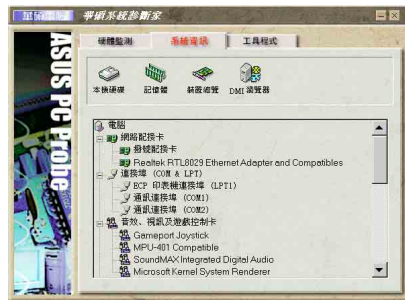 華碩系統診斷家
硬體監測
系統資訊
工具程式
本機硬碟
記憶體
裝置總覽
DMI 瀏覽器
ASUS PC Probe
電腦
網路配接卡
撥號配接卡
Realtek RTL8029 Ethernet Adapter and Compatibles
連接埠 (COM & LPT)
ECP 印表機連接埠 (LPT1)
通訊連接埠 (COM1)
通訊連接埠 (COM2)
音效、視訊及遊戲控制卡
Gameport Joystick
MPU-401 Compatible
SoundMAX Integrated Digital Audio
Microsoft Kernel System Renderer